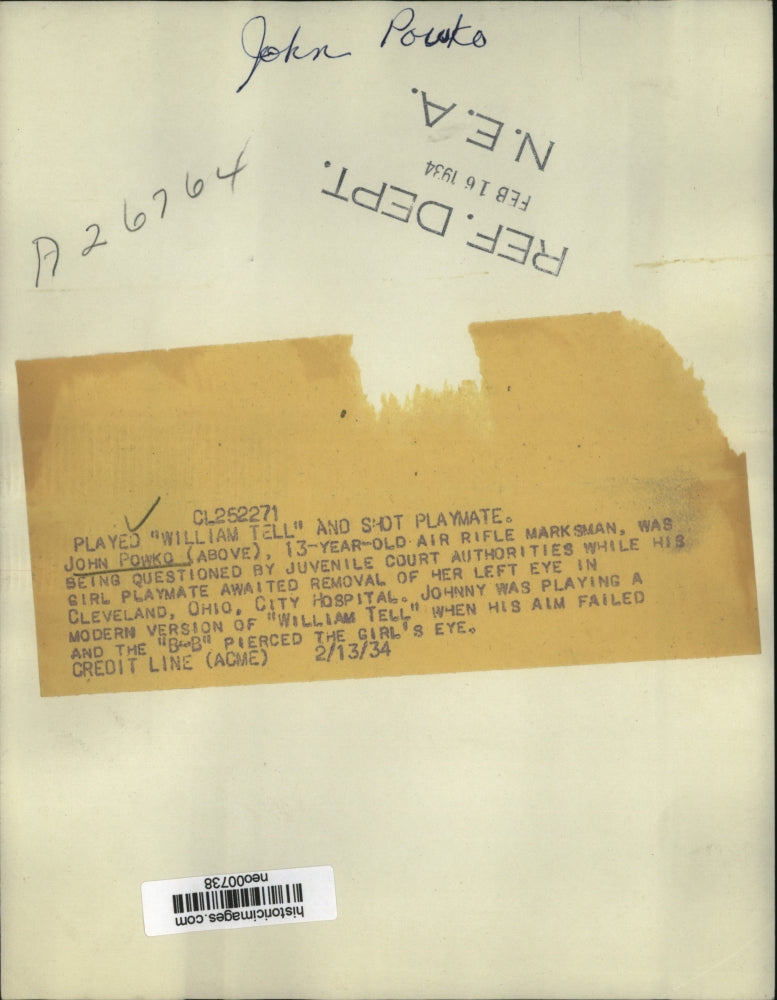 John Powko
N.E.A.
FEB 16 1934
REF. DEPT.
A26764
CL252271
PLAYED "WILLIAM TELL" AND SHOT PLAYMATE.
JOHN POWKO (ABOVE), 13-YEAR-OLD AIR RIFLE MARKSMAN, WAS
BEING QUESTIONED BY JUVENILE COURT AUTHORITIES WHILE HIS
GIRL PLAYMATE AWAITED REMOVAL OF HER LEFT EYE IN
CLEVELAND, OHIO, CITY HOSPITAL. JOHNNY WAS PLAYING A
MODERN VERSION OF "WILLIAM TELL" WHEN HIS AIM FAILED
AND THE "B-B" PIERCED THE GIRL'S EYE.
CREDIT LINE (ACME) 2/13/34
historicimages.com
neo00738